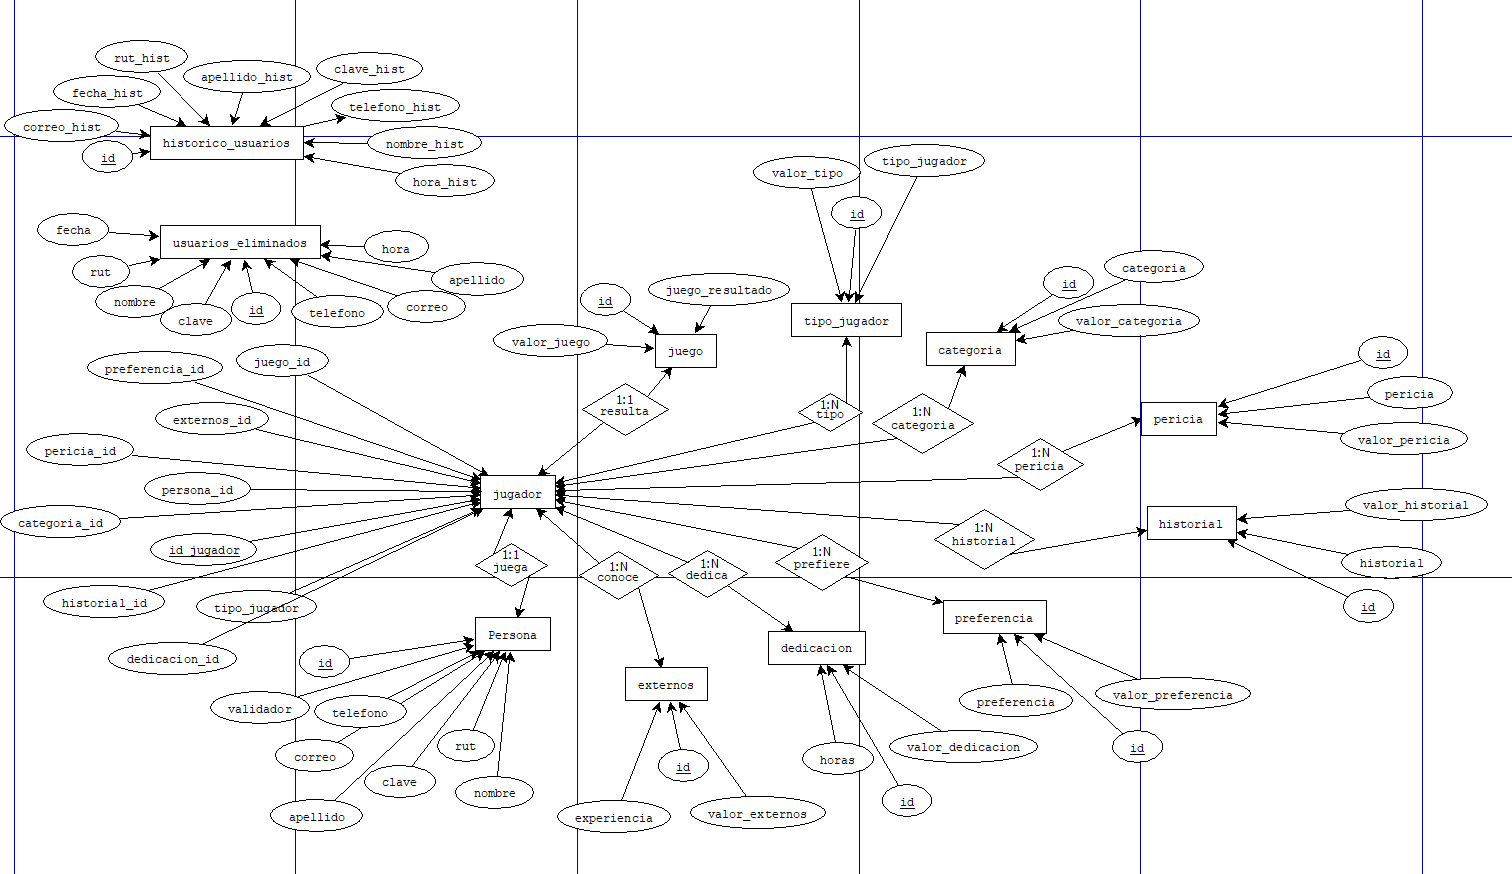 rut_hist
apellido_hist
clave_hist
fecha_hist
telefono_hist
correo_hist
historico_usuarios
nombre_hist
id
hora_hist
valor_tipo
tipo_jugador
id
fecha
usuarios_eliminados
hora
rut
nombre
clave
id
telefono
correo
apellido
id
juego_resultado
valor_juego
juego
tipo_jugador
id
categoria
valor_categoria
categoria
juego_id
preferencia_id
externos_id
pericia_id
persona_id
categoria_id
id_jugador
historial_id
tipo_jugador
dedicacion_id
jugador
1:1
resulta
1:N
tipo
1:N
categoria
1:N
pericia
id
pericia
pericia
valor_pericia
1:N
historial
historial
valor_historial
historial
id
1:1
juega
1:N
conoce
1:N
dedica
1:N
prefiere
preferencia
preferencia
valor_preferencia
id
Persona
id
validador
telefono
correo
apellido
clave
rut
nombre
externos
experiencia
id
valor_externos
dedicacion
horas
valor_dedicacion
id